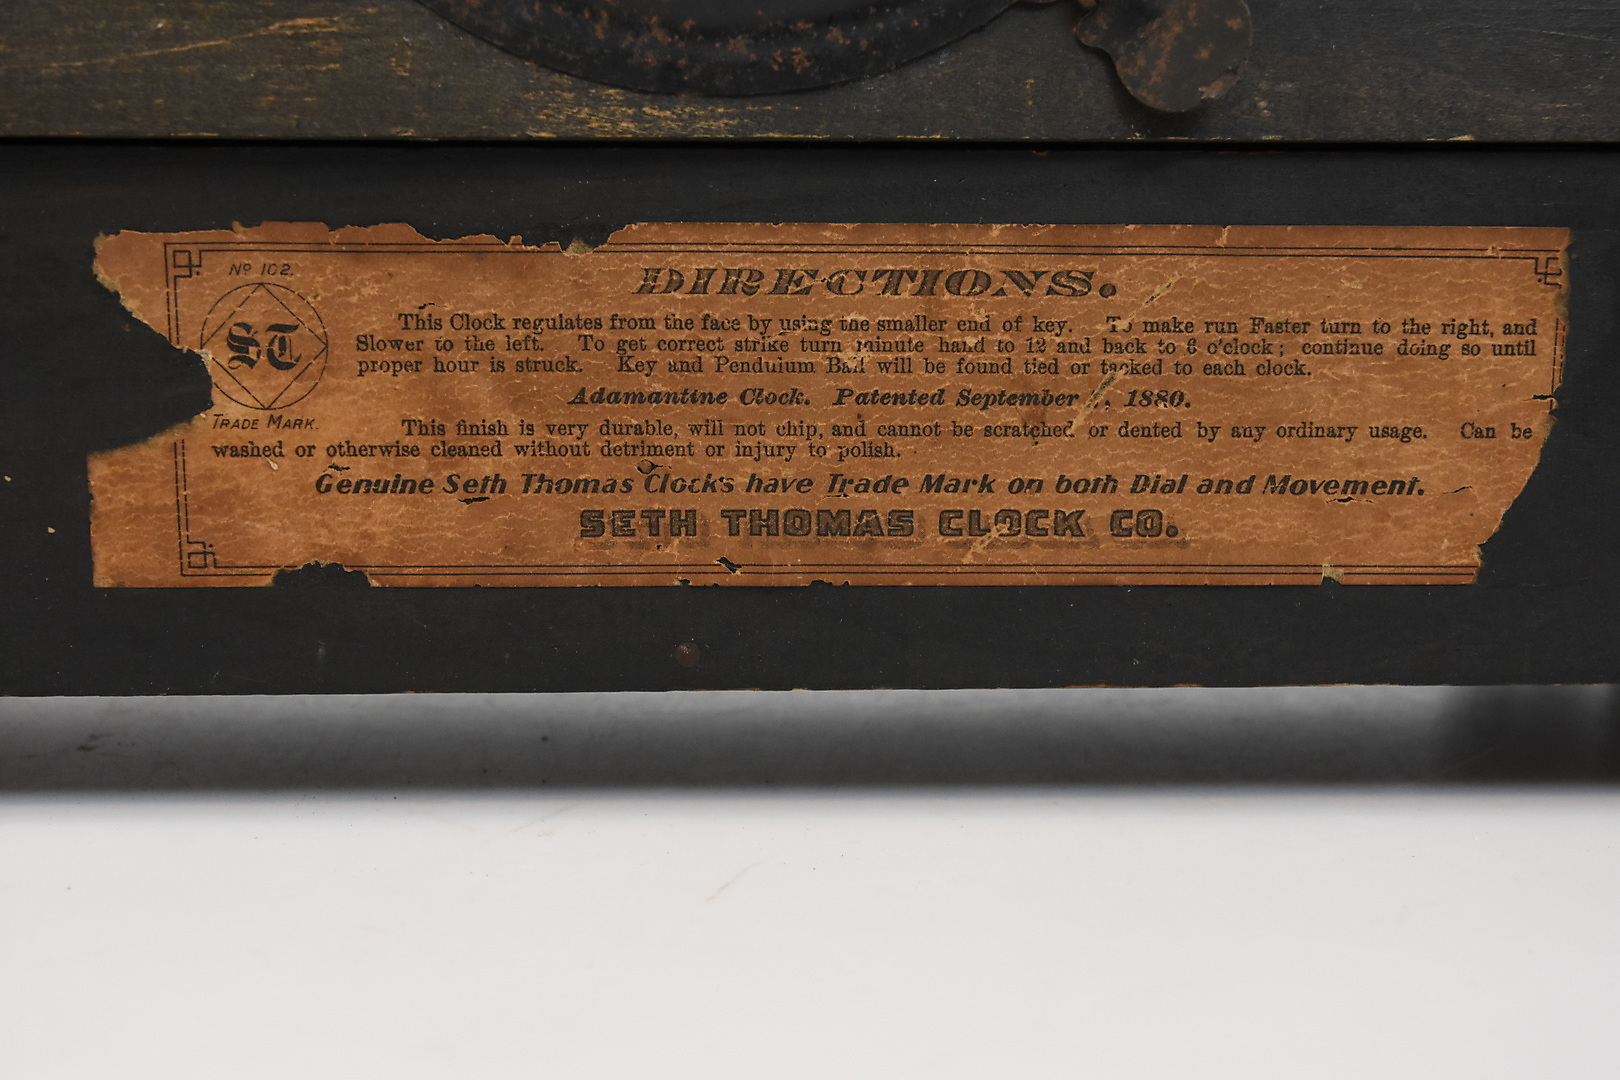 DIRECTIONS.
No 102.
This Clock regulates from the face by using the smaller end of key. To make run Faster turn to the right, and
Slower to the left. To get correct strike turn minute hand to 12 and back to 6 o'clock; continue doing so until
proper hour is struck. Key and Pendulum Ball will be found tied or tacked to each clock.
ST
Adamantine Clock. Patented September , 1880.
TRADE MARK.
This finish is very durable, will not chip, and cannot be scratched or dented by any ordinary usage. Can be
washed or otherwise cleaned without detriment or injury to polish.
Genuine Seth Thomas Clocks have Trade Mark on both Dial and Movement.
SETH THOMAS CLOCK CO.